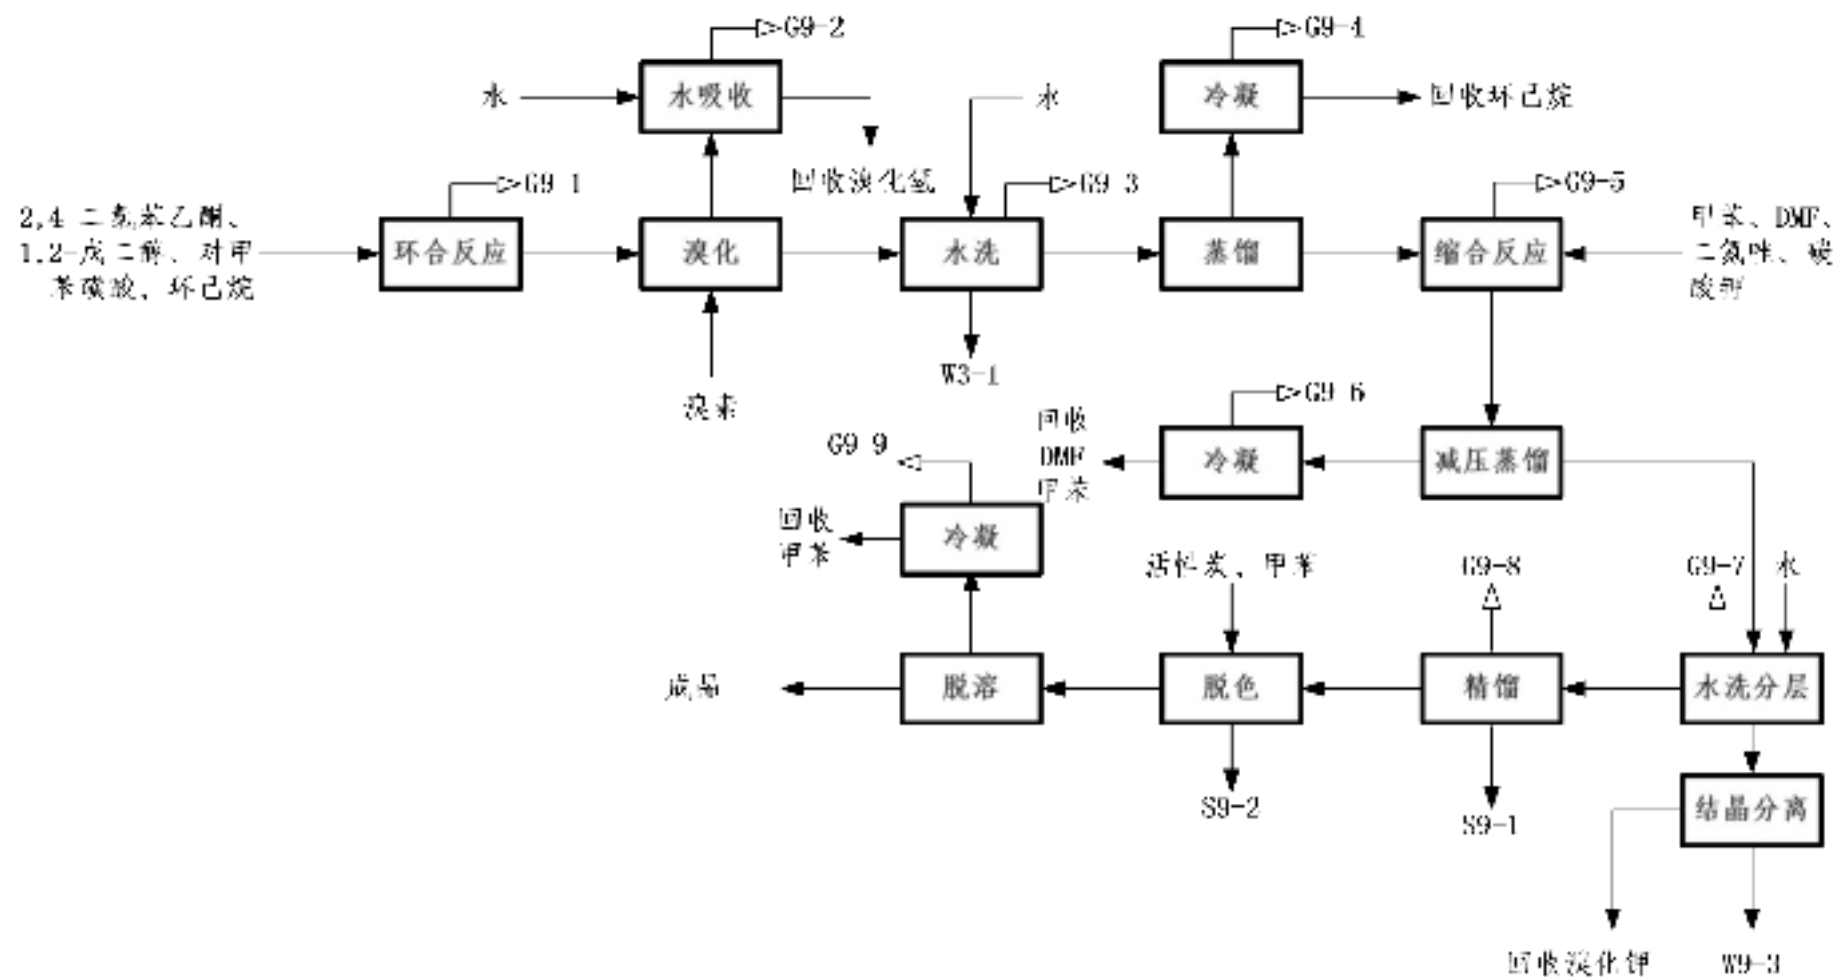 G9-2
G9-4
水
水吸收
水
冷凝
回收环己烷
G9 1
回收溴化氢
G9 3
G9-5
2,4 二氯苯乙酮、
1,2-戊二醇、对甲
苯磺酸、环己烷
环合反应
溴化
水洗
蒸馏
缩合反应
甲苯、DMF、
二氮唑、碳
酸钾
W3-1
溴素
G9 6
G9 9
回收
DMF
甲苯
冷凝
减压蒸馏
回收
甲苯
冷凝
活性炭、甲苯
G9-8
G9-7
水
成品
脱溶
脱色
精馏
水洗分层
S9-2
S9-1
结晶分离
回收溴化钾
W9-3